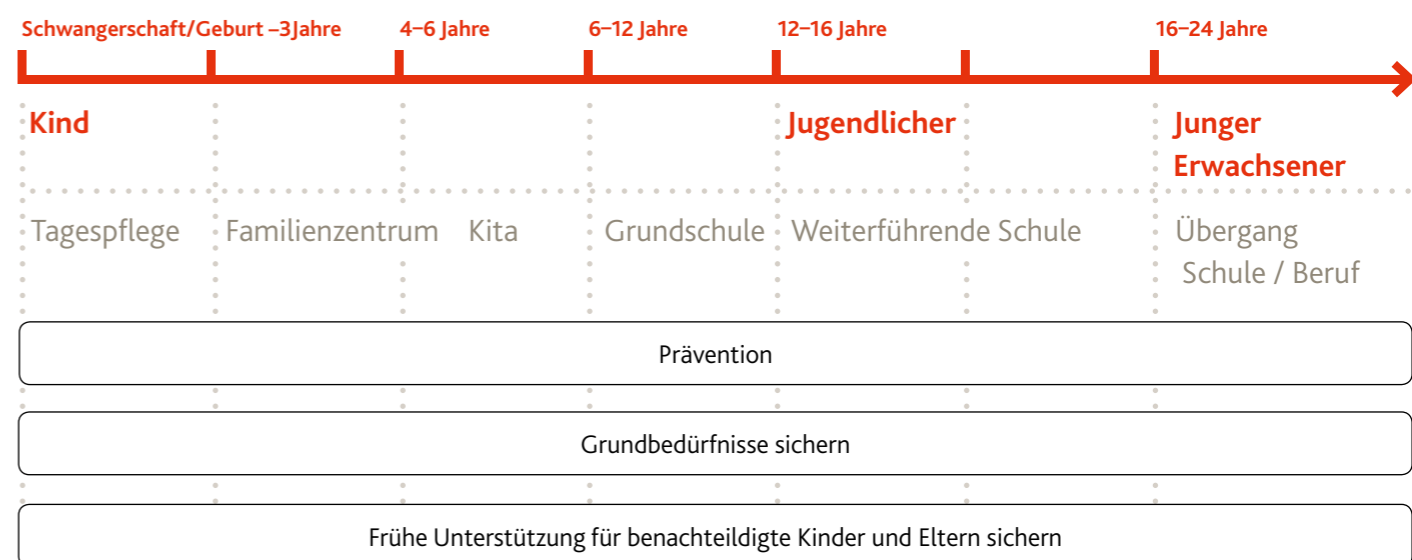 Schwangerschaft/Geburt –3Jahre 4–6 Jahre 6–12 Jahre 12–16 Jahre 16–24 Jahre
Kind Jugendlicher Junger
Erwachsener
Tagespflege Familienzentrum Kita Grundschule Weiterführende Schule Übergang
Schule / Beruf
Prävention
Grundbedürfnisse sichern
Frühe Unterstützung für benachteildigte Kinder und Eltern sichern